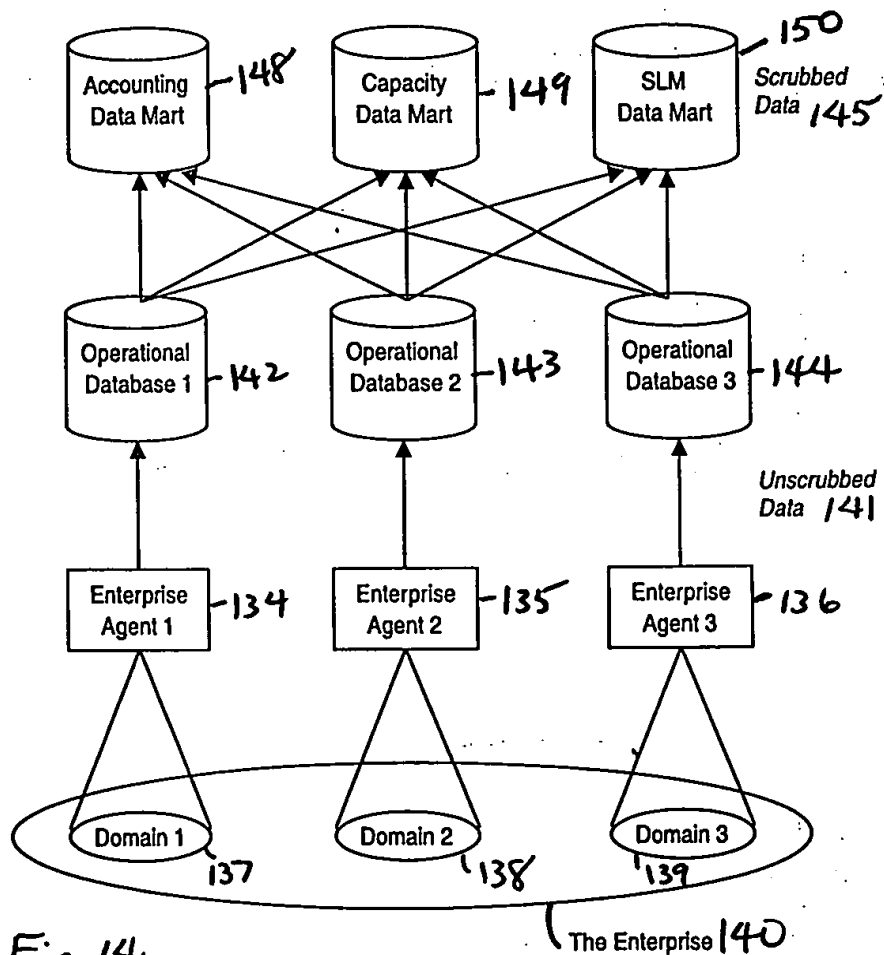 150
Accounting
Data Mart
148
Capacity
Data Mart
149
SLM
Data Mart
Scrubbed
Data 145
Operational
Database 1
142
Operational
Database 2
143
Operational
Database 3
144
Unscrubbed
Data 141
Enterprise
Agent 1
134
Enterprise
Agent 2
135
Enterprise
Agent 3
136
Domain 1
137
Domain 2
138
Domain 3
139
The Enterprise 140
Fig. 14